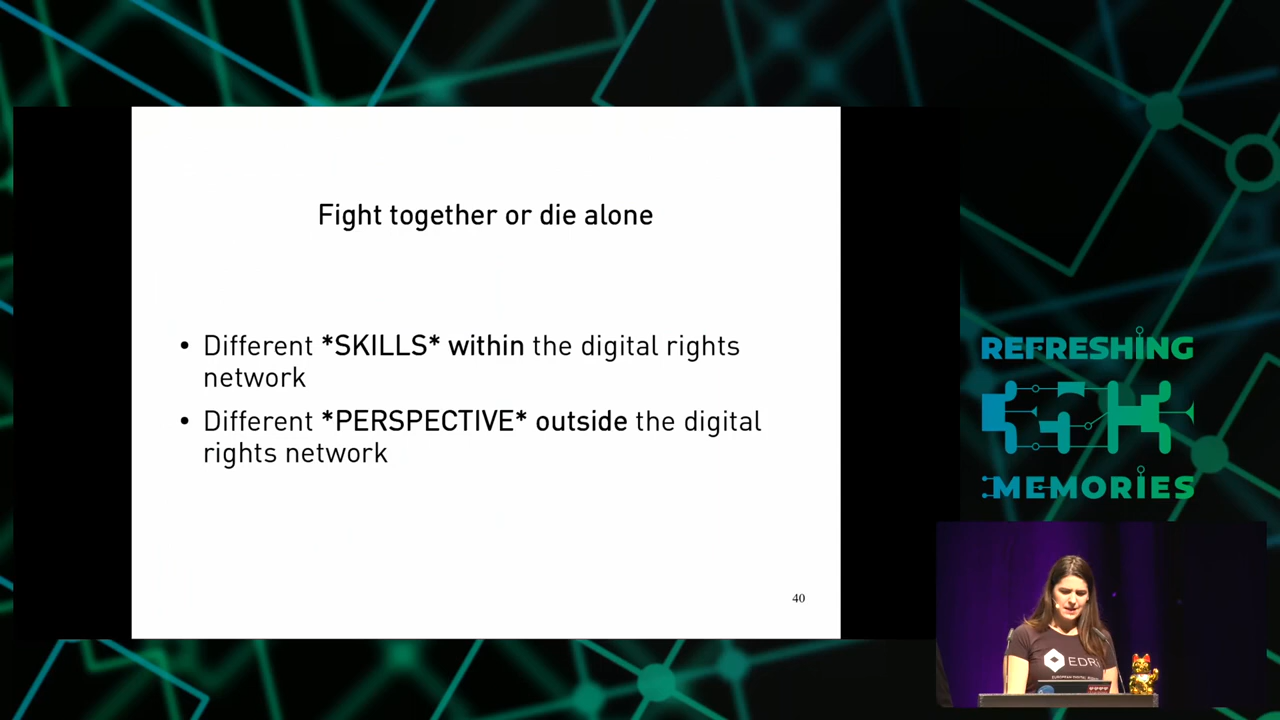 Fight together or die alone
• Different *SKILLS* within the digital rights
network
• Different *PERSPECTIVE* outside the digital
rights network
40
REFRESHING
MEMORIES
EDRi